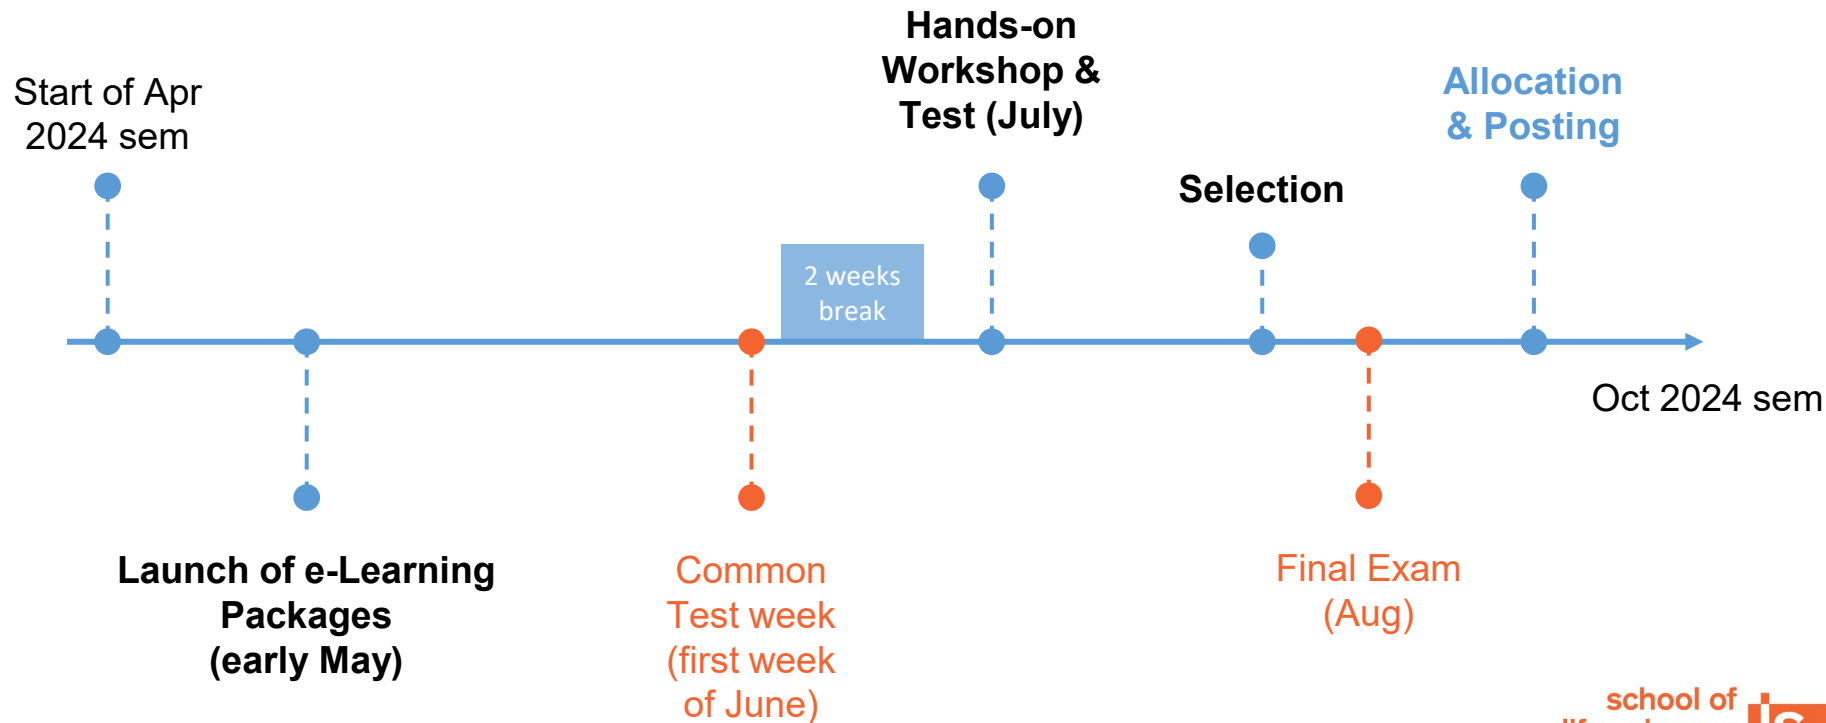 Start of Apr
2024 sem
Launch of e-Learning
Packages
(early May)
Common
Test week
(first week
of June)
2 weeks
break
Hands-on
Workshop &
Test (July)
Selection
Final Exam
(Aug)
Allocation
& Posting
Oct 2024 sem
school of